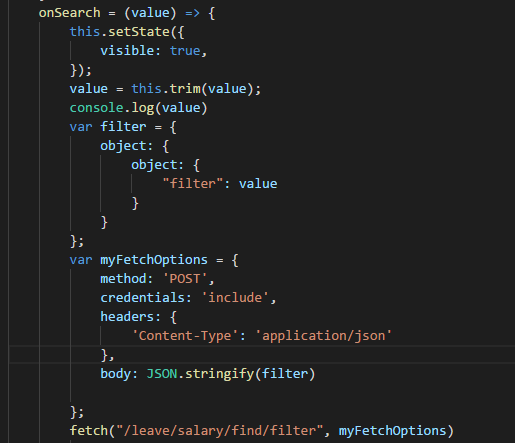 onSearch = (value) => {
    this.setState({
        visible: true,
    });
    value = this.trim(value);
    console.log(value)
    var filter = {
        object: {
            object: {
                "filter": value
            }
        }
    };
    var myFetchOptions = {
        method: 'POST',
        credentials: 'include',
        headers: {
            'Content-Type': 'application/json'
        },
        body: JSON.stringify(filter)
    };
    fetch("/leave/salary/find/filter", myFetchOptions)